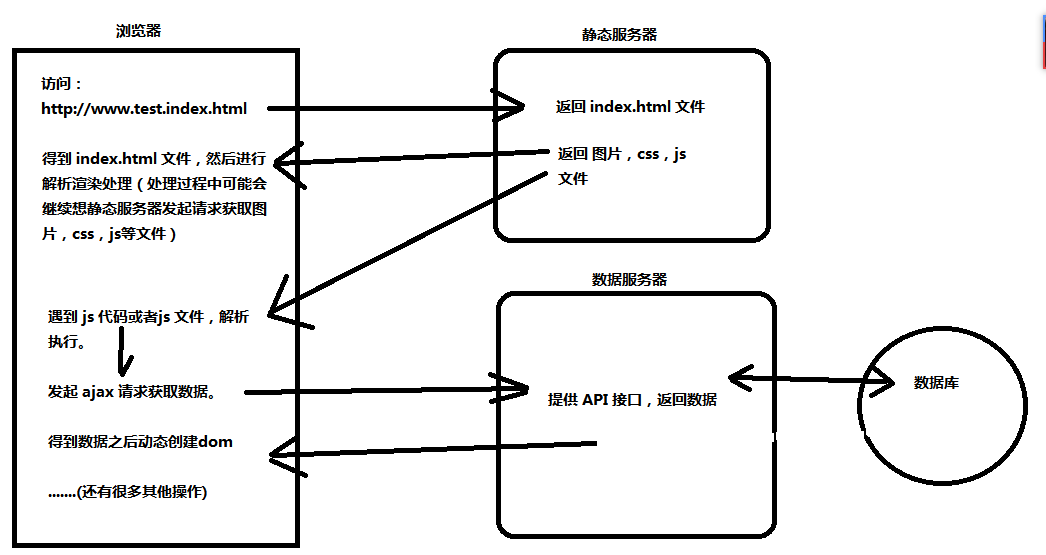 浏览器
访问：
http://www.test.index.html
得到 index.html 文件，然后进行
解析渲染处理（处理过程中可能会
继续想静态服务器发起请求获取图
片，css，js等文件）
遇到 js 代码或者js 文件，解析
执行。
发起 ajax 请求获取数据。
得到数据之后动态创建dom
.......(还有很多其他操作)
静态服务器
返回 index.html 文件
返回 图片，css，js
文件
数据服务器
提供 API 接口，返回数据
数据库